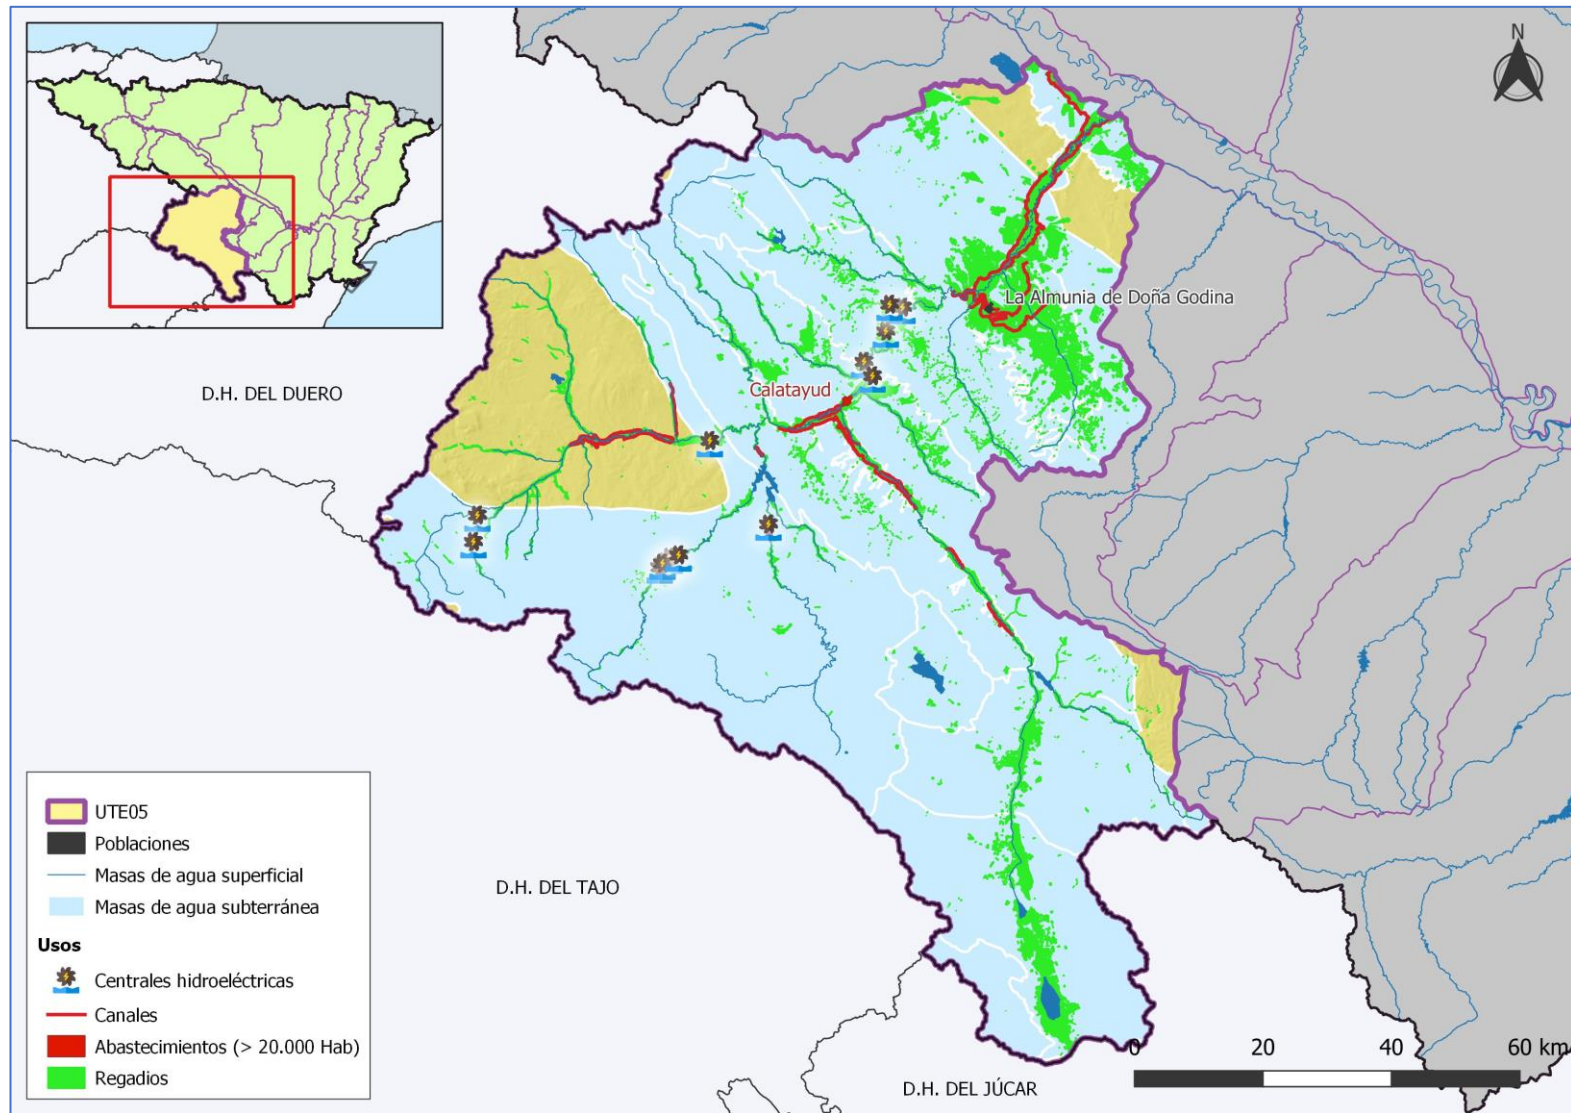 N
La Almunia de Doña Godina
Calatayud
D.H. DEL DUERO
D.H. DEL TAJO
D.H. DEL JÚCAR
UTE05
Poblaciones
Masas de agua superficial
Masas de agua subterránea
Usos
Centrales hidroeléctricas
Canales
Abastecimientos (> 20.000 Hab)
Regadios
0 20 40 60 km